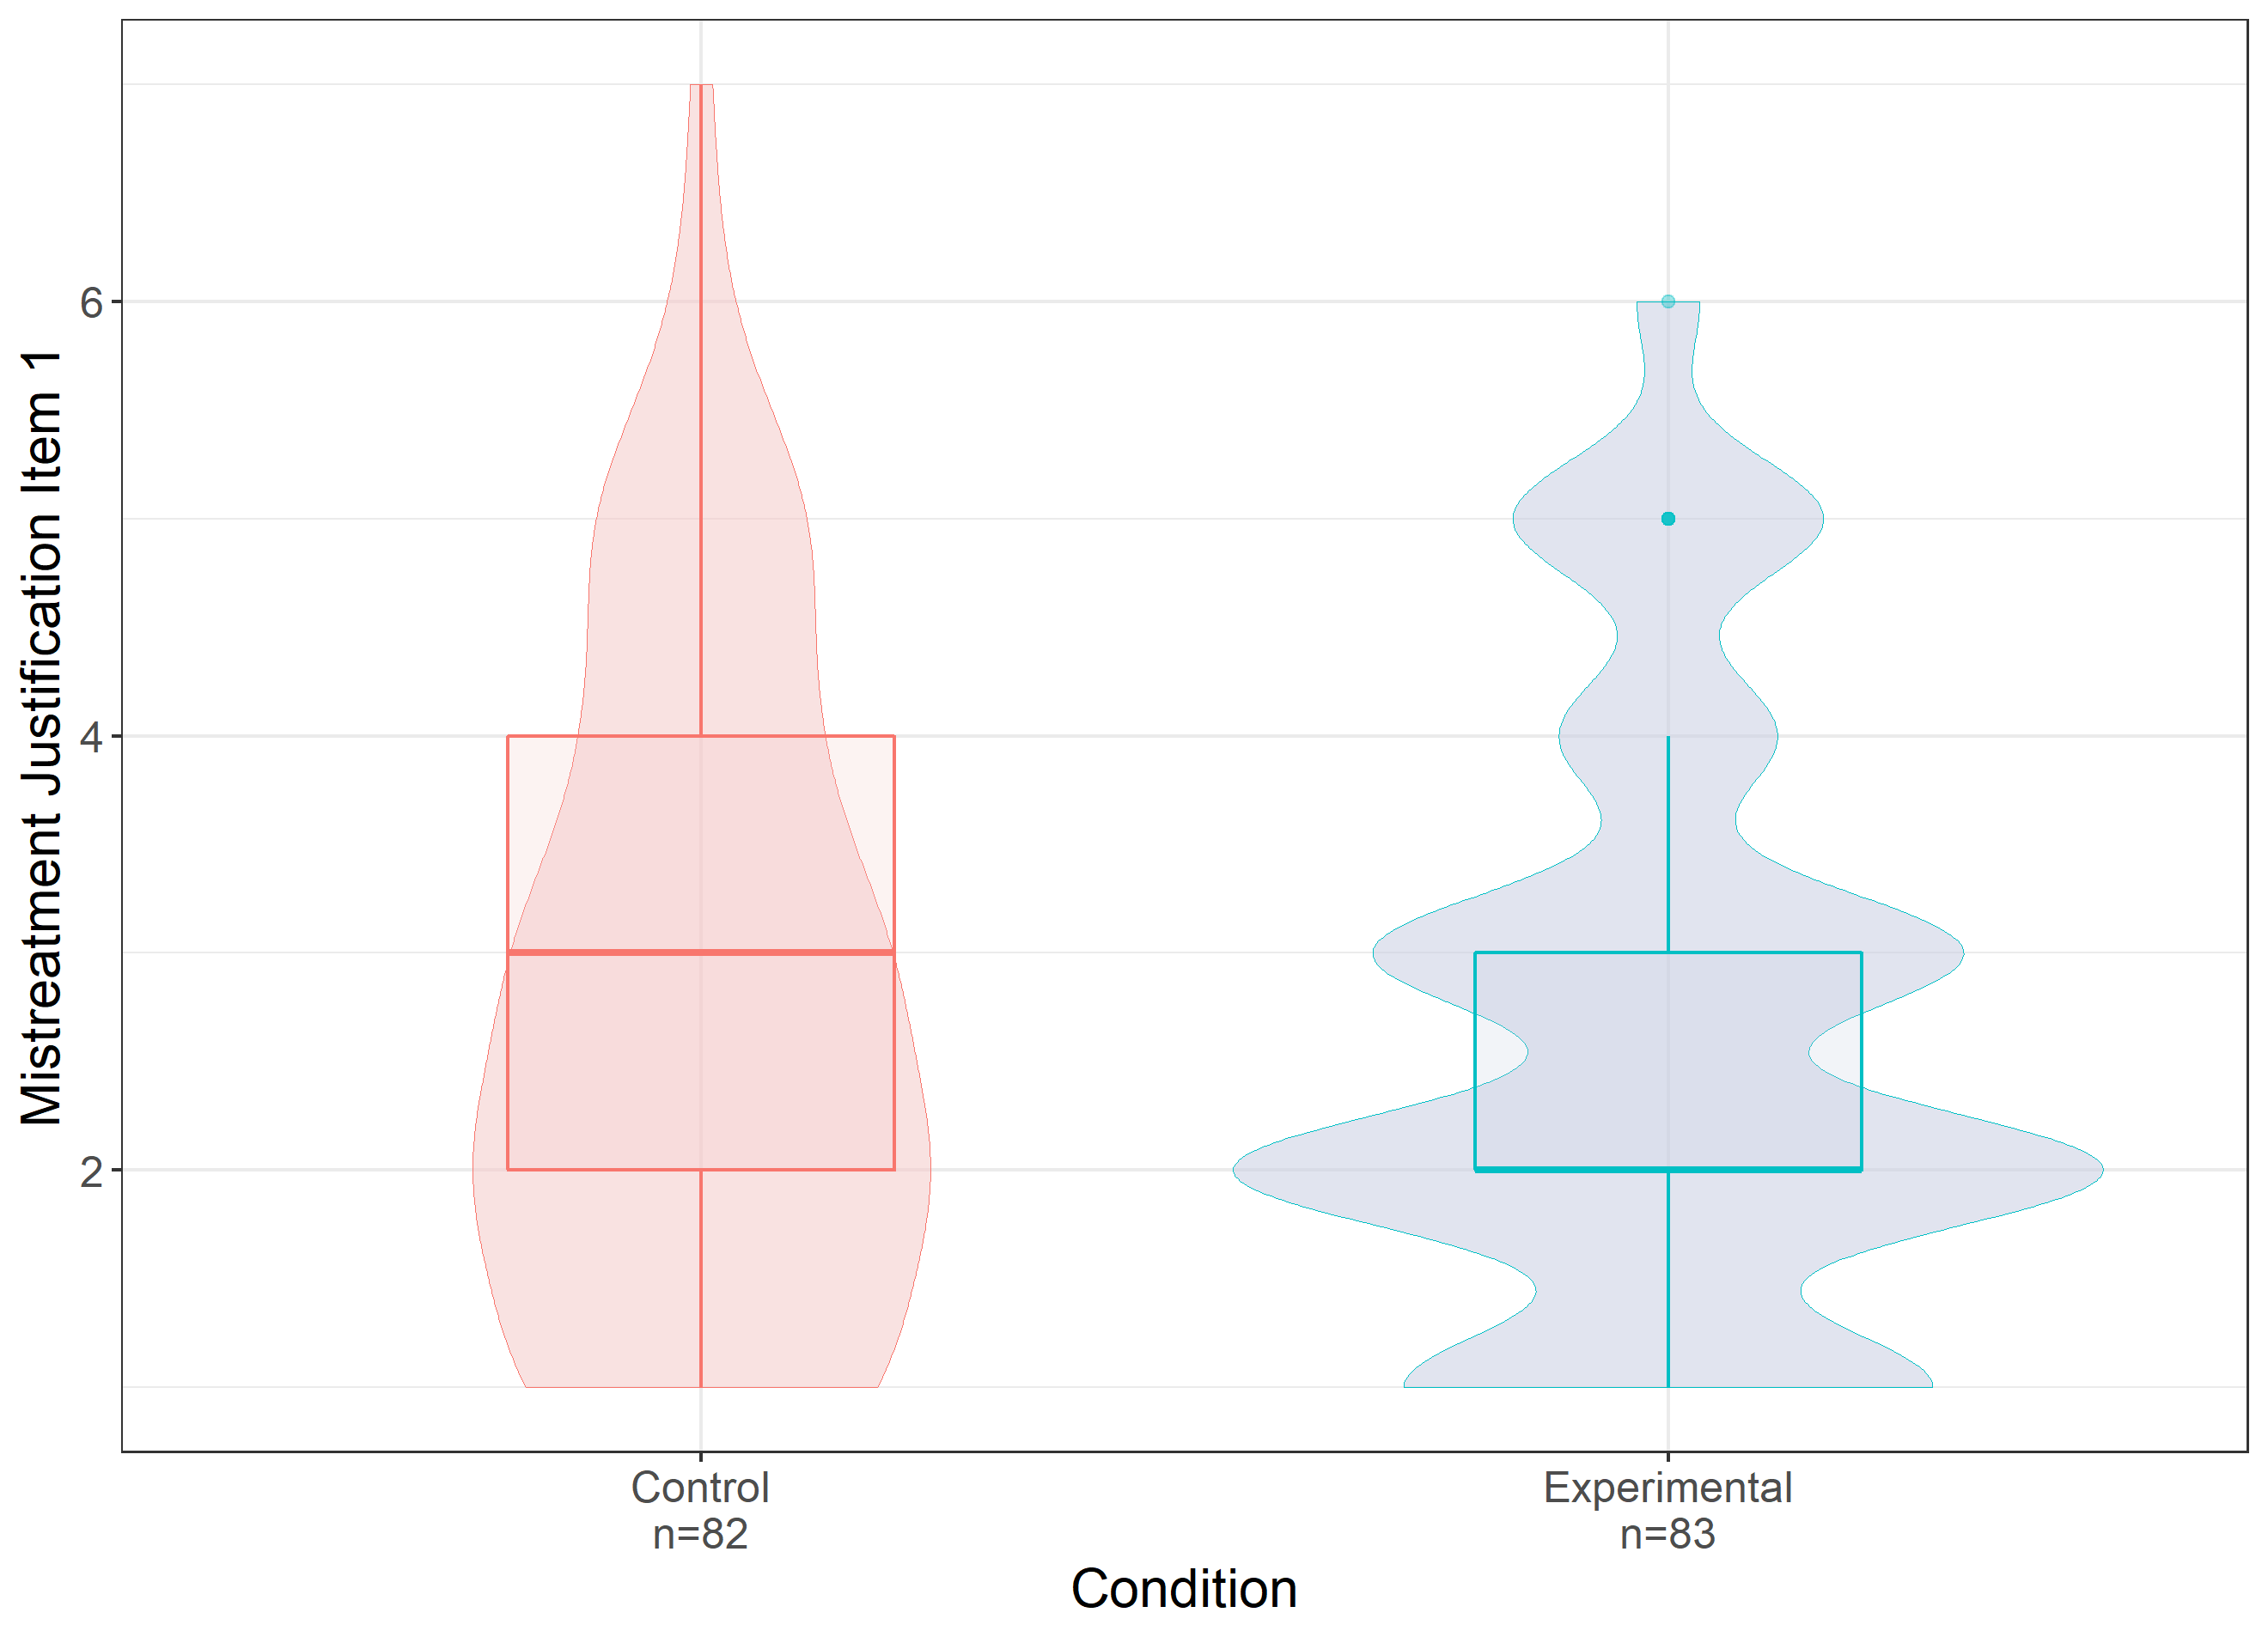 Mistreatment Justification Item 1
6
4
2
Control
n=82
Experimental
n=83
Condition